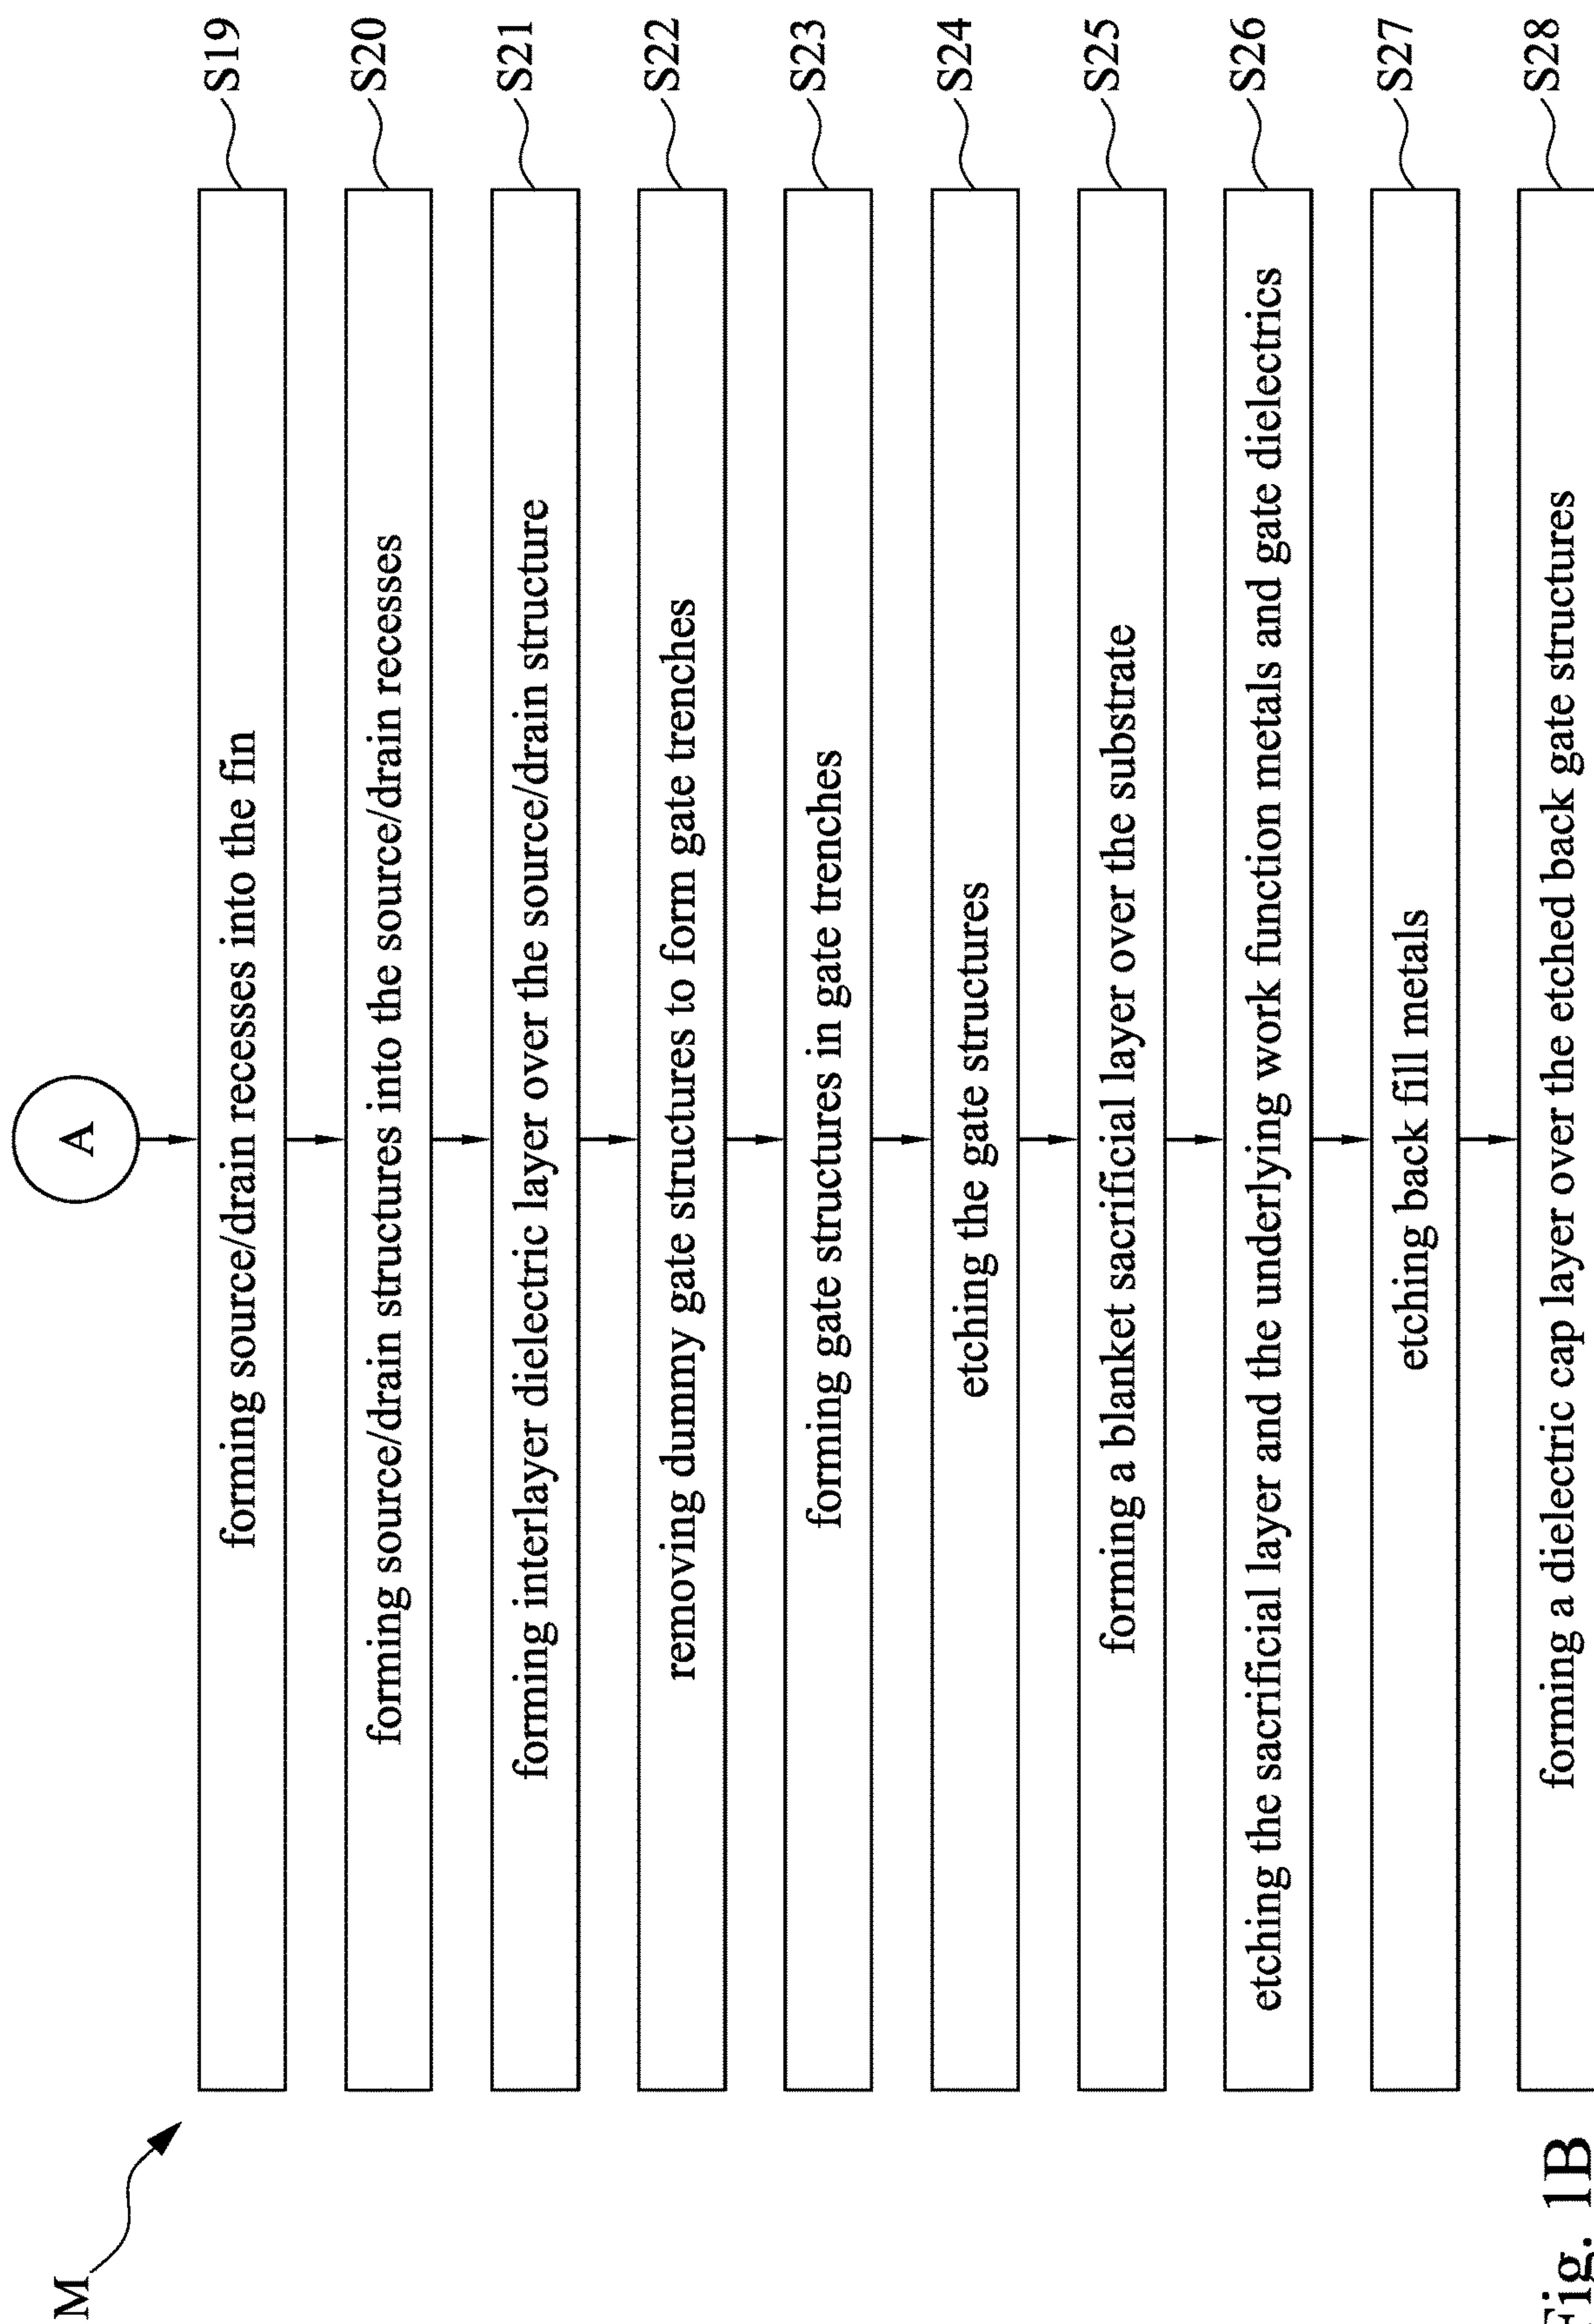 M
A
forming source/drain recesses into the fin
S19
forming source/drain structures into the source/drain recesses
S20
forming interlayer dielectric layer over the source/drain structure
S21
removing dummy gate structures to form gate trenches
S22
forming gate structures in gate trenches
S23
etching the gate structures
S24
forming a blanket sacrificial layer over the substrate
S25
etching the sacrificial layer and the underlying work function metals and gate dielectrics
S26
etching back fill metals
S27
forming a dielectric cap layer over the etched back gate structures
S28
Fig. 1B